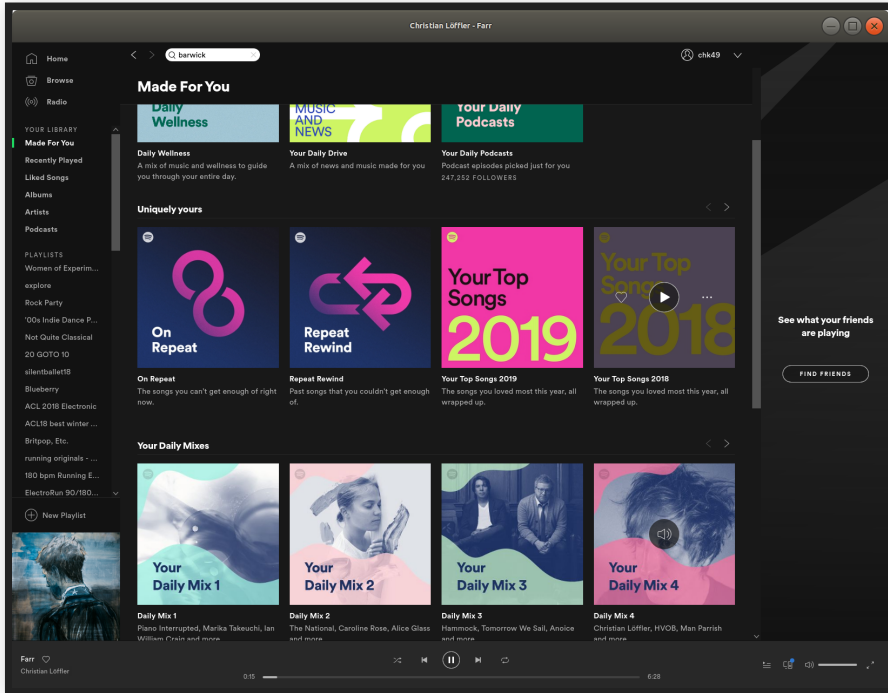 Christian Löffler - Farr
Home
Browse
Radio
YOUR LIBRARY
Made For You
Recently Played
Liked Songs
Albums
Artists
Podcasts
PLAYLISTS
Women of Experim...
explore
Rock Party
'00s Indie Dance P...
Not Quite Classical
20 GOTO 10
silentballet18
Blueberry
ACL 2018 Electronic
ACL18 best winter ...
Britpop, Etc.
running originals - ...
180 bpm Running E...
ElectroRun 90/180...
New Playlist
barwick
chk49
Made For You
Daily
Wellness
MUSIC
AND
NEWS
Your Daily
Podcasts
Daily Wellness
A mix of music and wellness to guide
you through your entire day.
Your Daily Drive
A mix of news and music made for you
Your Daily Podcasts
Podcast episodes picked just for you
247,252 FOLLOWERS
Uniquely yours
On
Repeat
Repeat
Rewind
Your Top
Songs
2019
Your Top
Songs
2018
On Repeat
The songs you can't get enough of right
now.
Repeat Rewind
Past songs that you couldn't get enough
of.
Your Top Songs 2019
The songs you loved most this year, all
wrapped up.
Your Top Songs 2018
The songs you loved most this year, all
wrapped up.
Your Daily Mixes
Your
Daily Mix 1
Your
Daily Mix 2
Your
Daily Mix 3
Your
Daily Mix 4
Daily Mix 1
Piano Interrupted, Marika Takeuchi, Ian
William Craig and more
Daily Mix 2
The National, Caroline Rose, Alice Glass
and more
Daily Mix 3
Hammock, Tomorrow We Sail, Anoice
and more
Daily Mix 4
Christian Löffler, HVOB, Man Parrish
and more
See what your friends
are playing
FIND FRIENDS
Farr
Christian Löffler
0:15
6:28